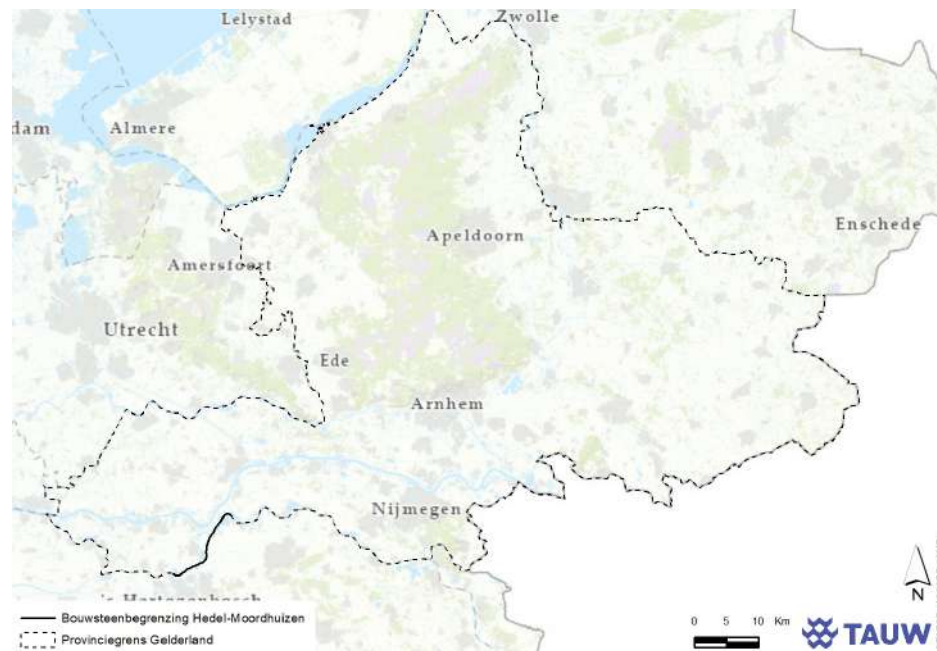 Lelystad
Zwolle
dam
Almere
Enschede
Apeldoorn
Amersfoort
Utrecht
Ede
Arnhem
Nijmegen
's-Hertogenbosch
Bouwsteenbegrenzing Hedel-Moordhuizen
Provinciegrens Gelderland
N
0 5 10 Km
TAUW